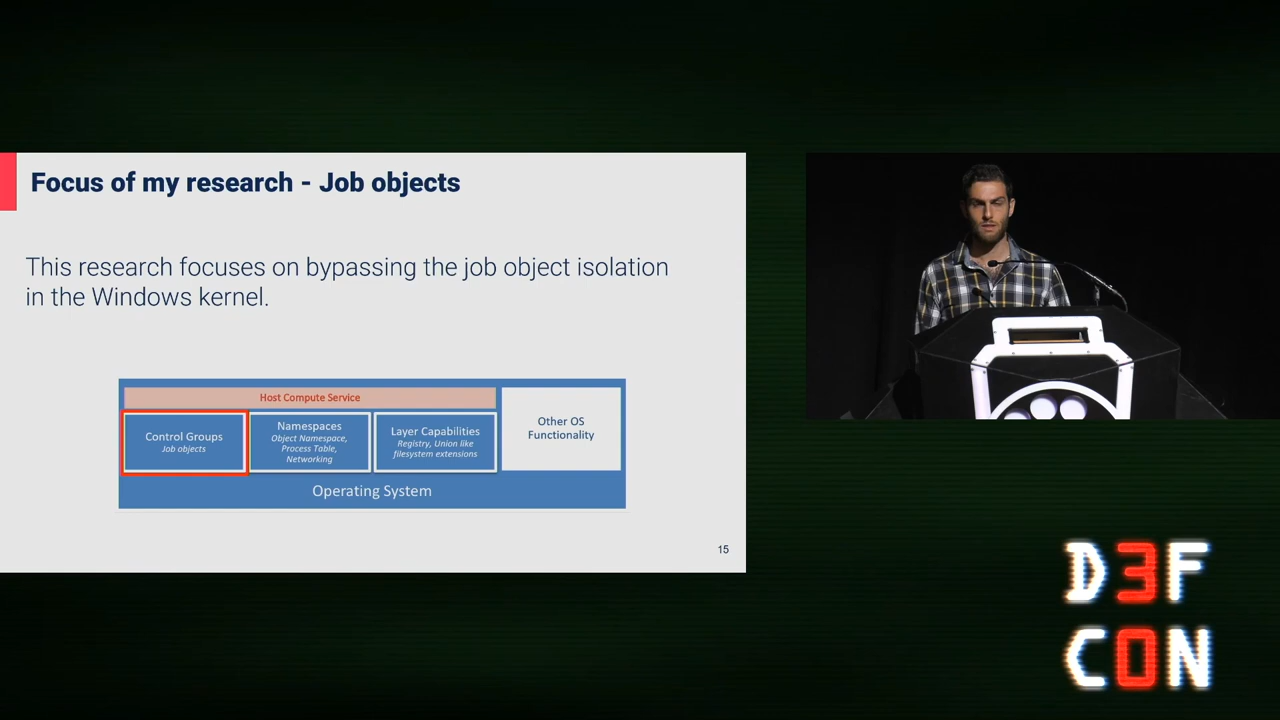 Focus of my research - Job objects
This research focuses on bypassing the job object isolation
in the Windows kernel.
Host Compute Service
Control Groups
Job objects
Namespaces
Object Namespace,
Process Table,
Networking
Layer Capabilities
Registry, Union like
filesystem extensions
Other OS
Functionality
Operating System
15
D3F
C0N